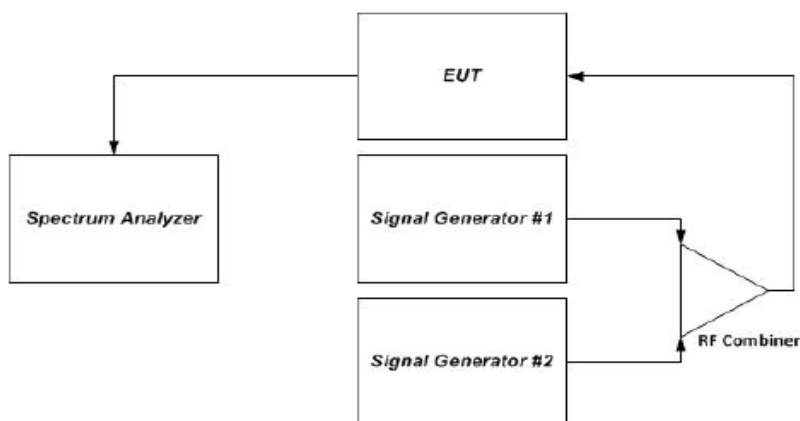 EUT
Spectrum Analyzer
Signal Generator #1
RF Combiner
Signal Generator #2